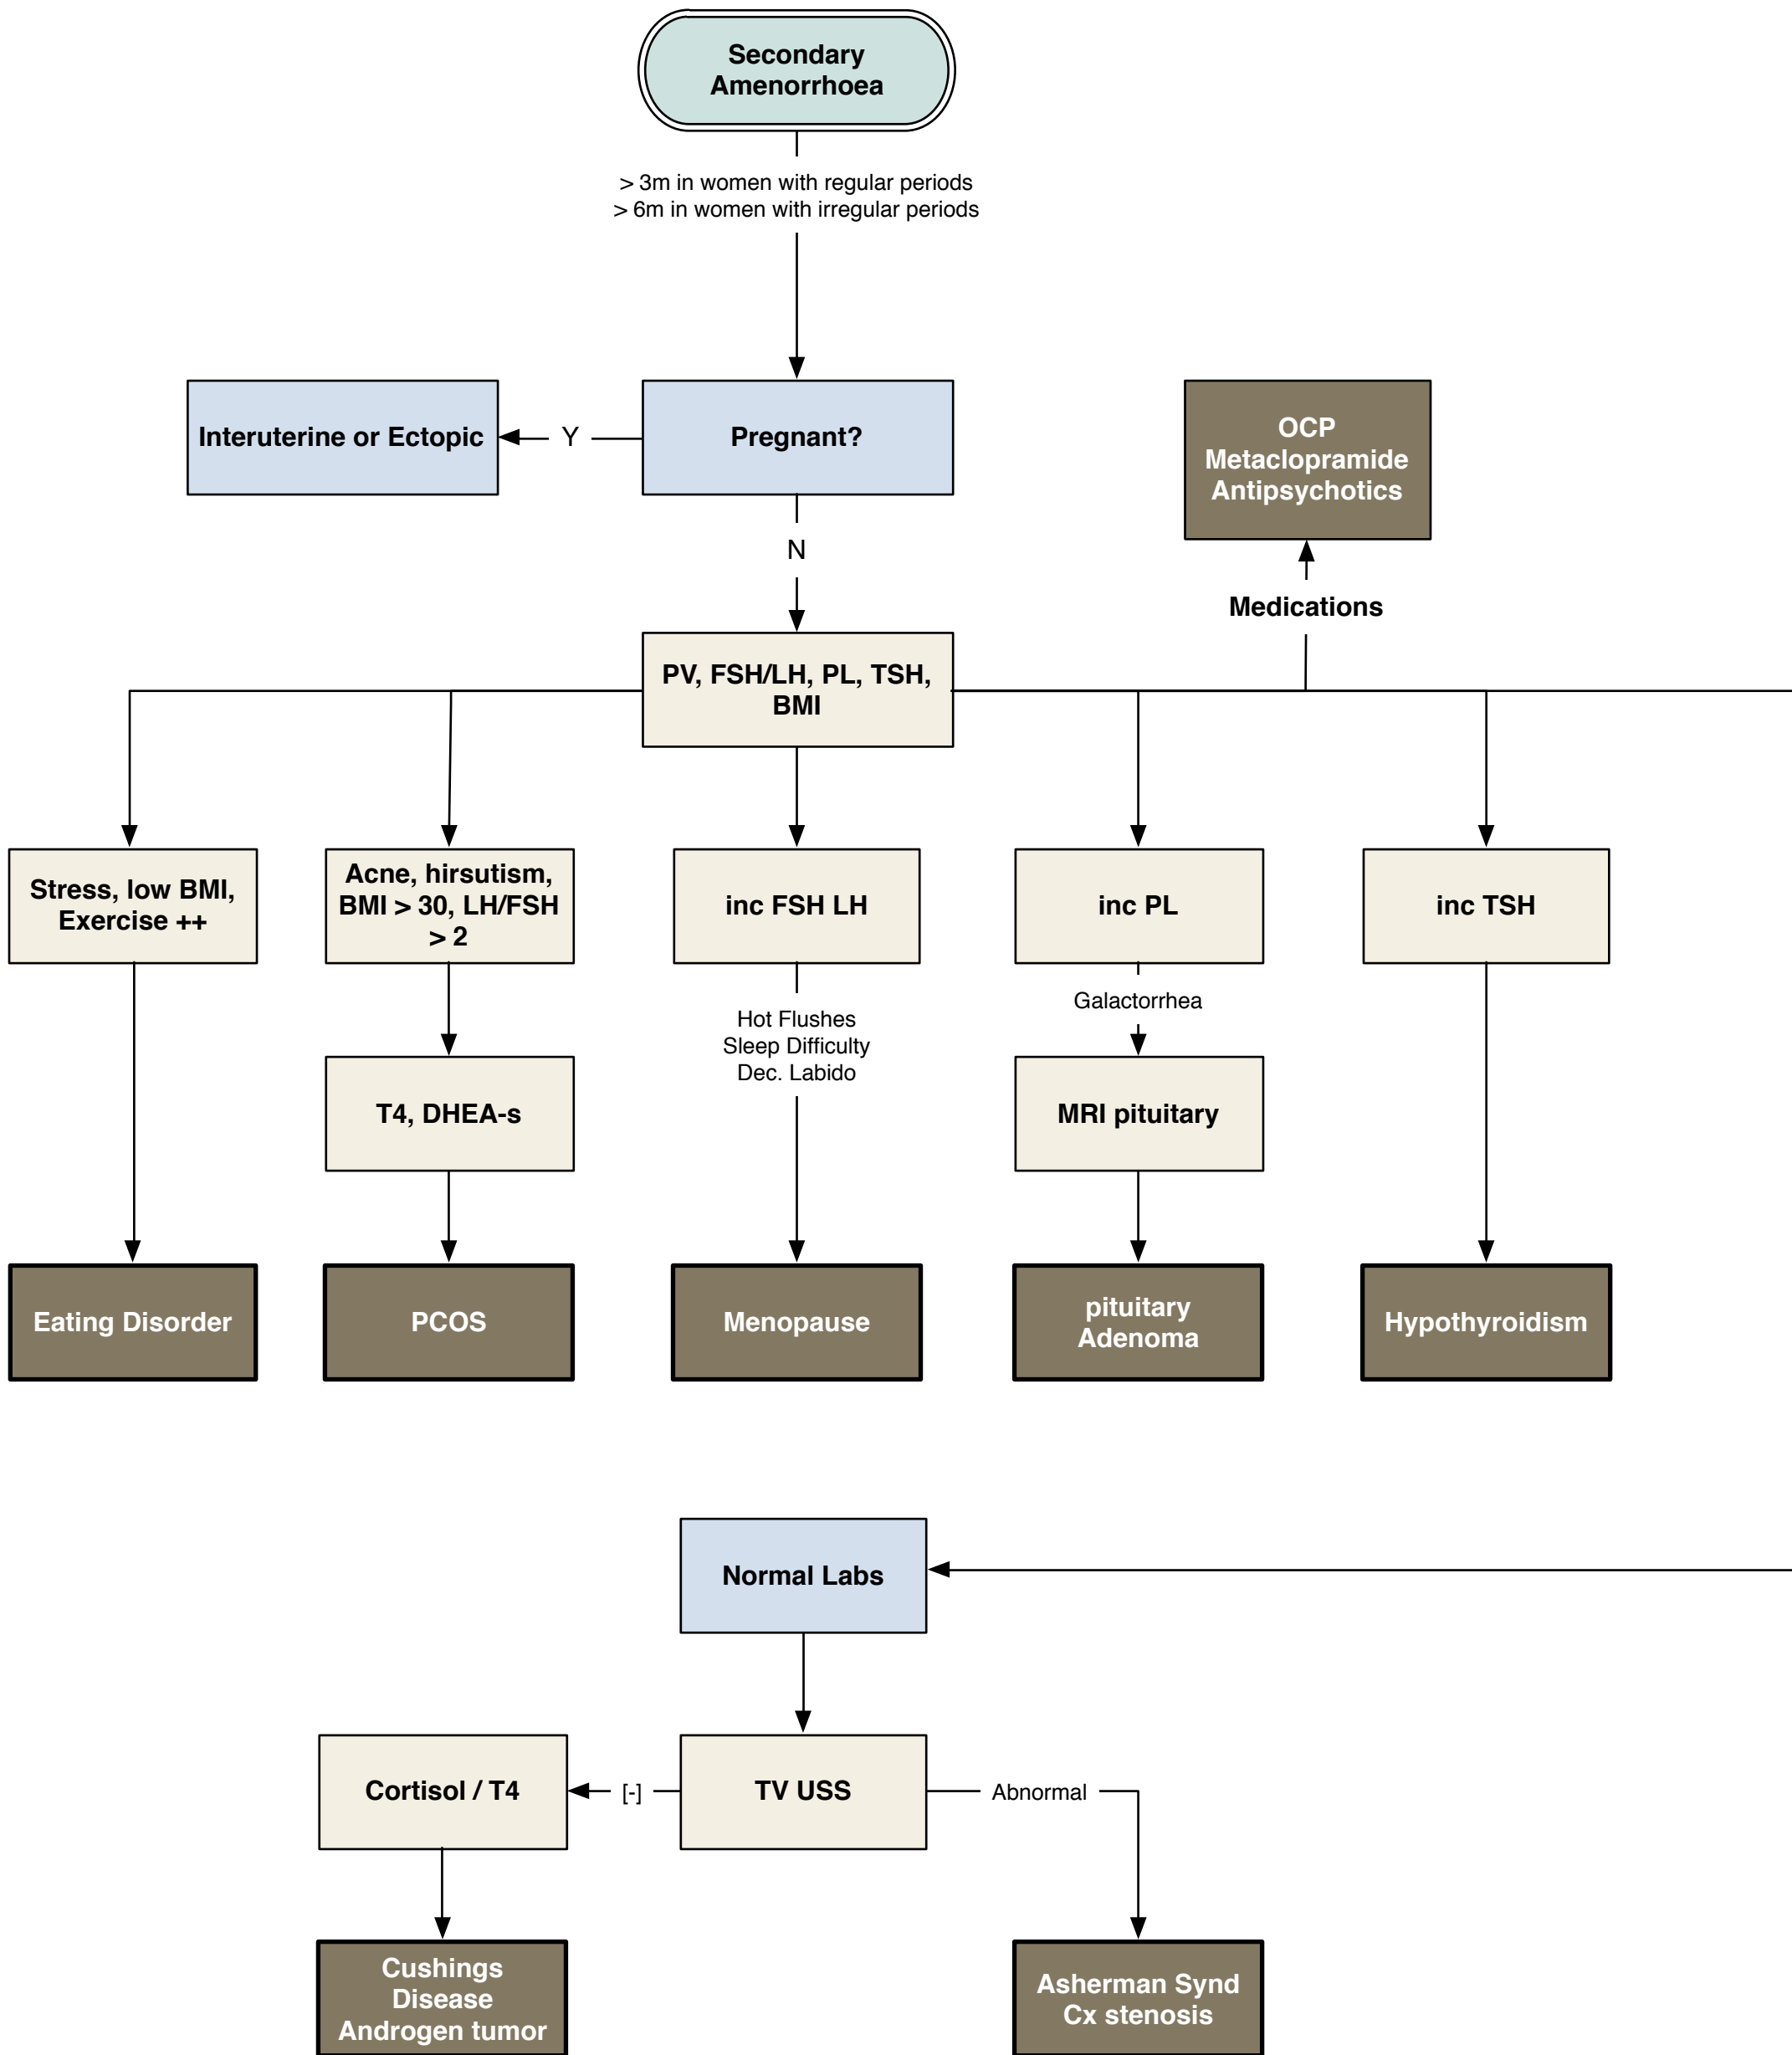 Secondary
Amenorrhoea
> 3m in women with regular periods
> 6m in women with irregular periods
Interuterine or Ectopic
Y
Pregnant?
OCP
Metaclopramide
Antipsychotics
N
Medications
PV, FSH/LH, PL, TSH,
BMI
Stress, low BMI,
Exercise ++
Acne, hirsutism,
BMI > 30, LH/FSH
> 2
inc FSH LH
inc PL
inc TSH
Hot Flushes
Sleep Difficulty
Dec. Labido
Galactorrhea
T4, DHEA-s
MRI pituitary
Eating Disorder
PCOS
Menopause
pituitary
Adenoma
Hypothyroidism
Normal Labs
Cortisol / T4
[-]
TV USS
Abnormal
Cushings
Disease
Androgen tumor
Asherman Synd
Cx stenosis